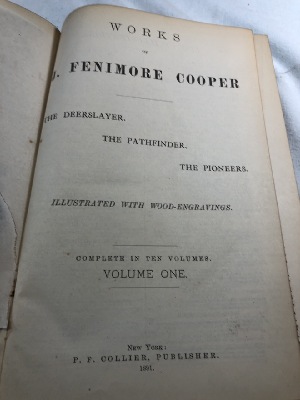 WORKS
OF
J. FENIMORE COOPER
THE DEERSLAYER.
THE PATHFINDER.
THE PIONEERS.
ILLUSTRATED WITH WOOD-ENGRAVINGS.
COMPLETE IN TEN VOLUMES.
VOLUME ONE.
NEW YORK:
P. F. COLLIER, PUBLISHER.
1891.